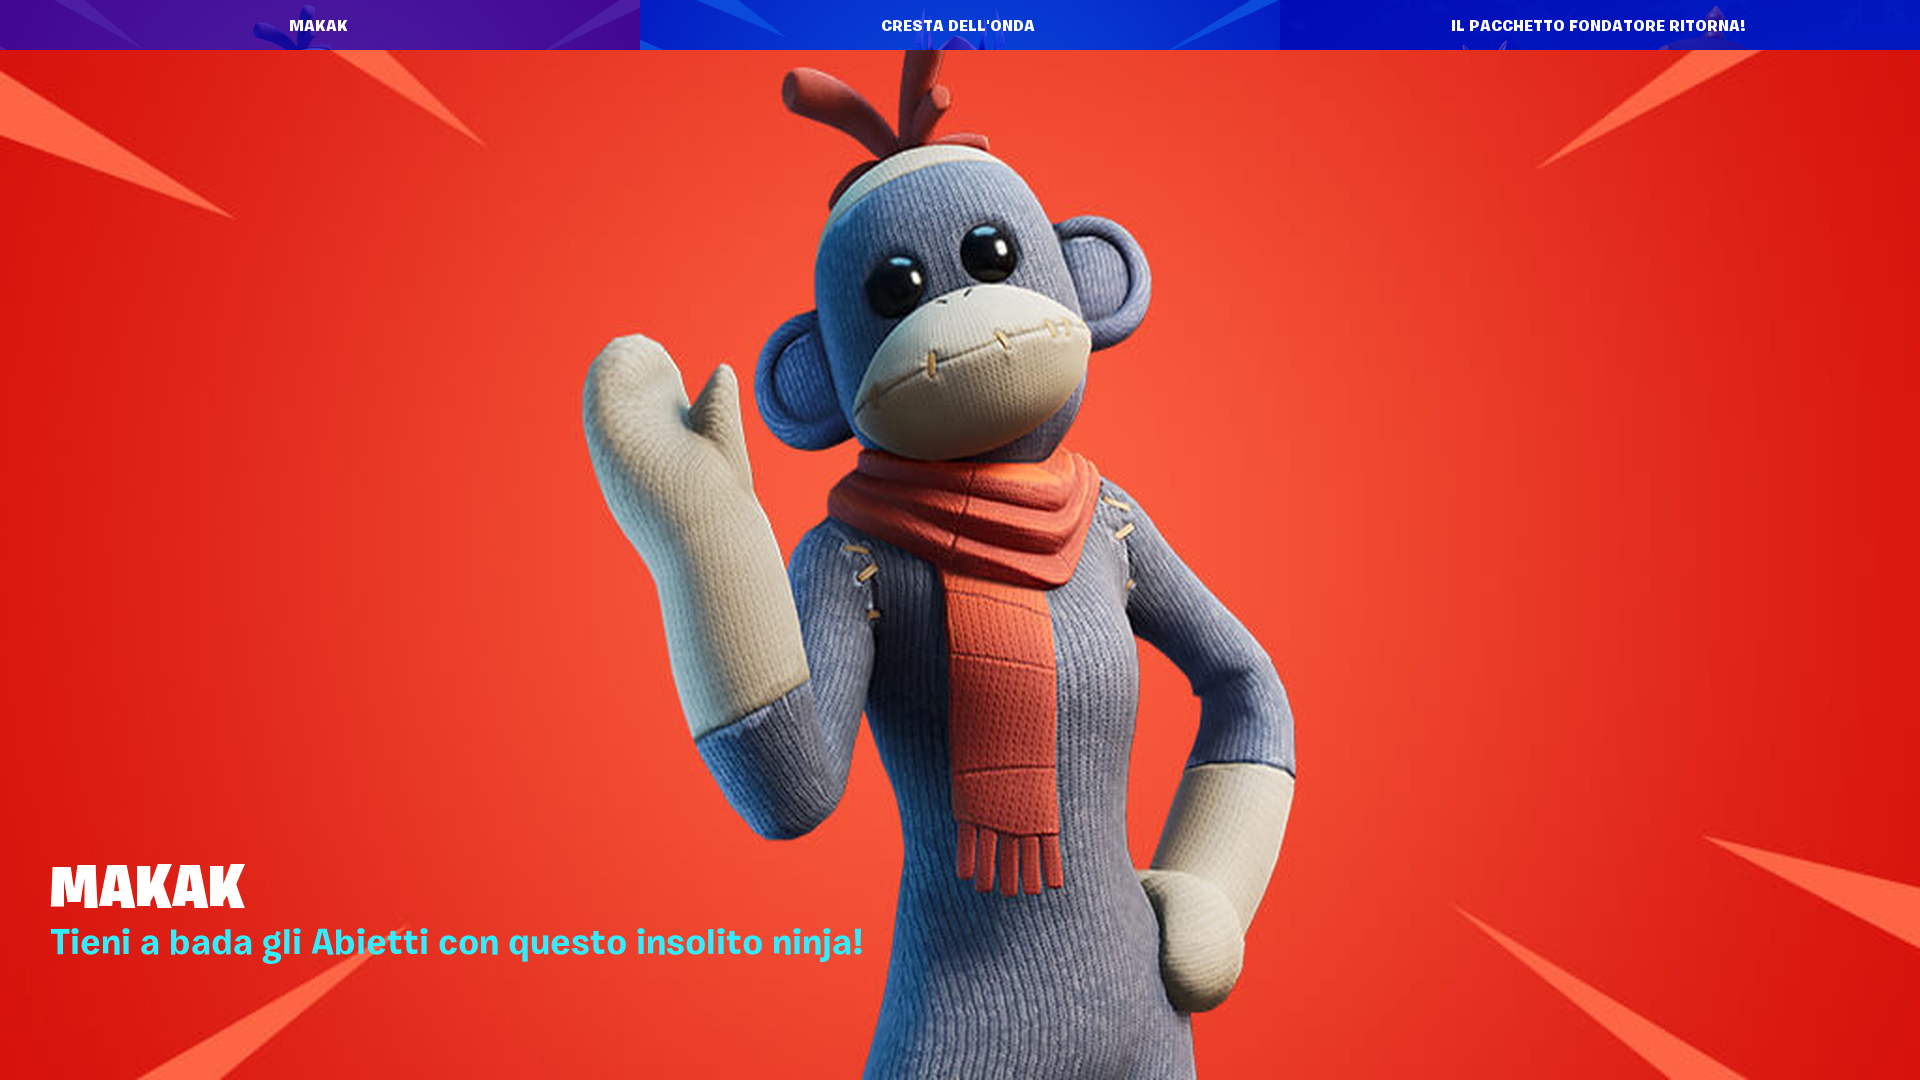 MAKAK
CRESTA DELL'ONDA
IL PACCHETTO FONDATORE RITORNA!
MAKAK
Tieni a bada gli Abietti con questo insolito ninja!